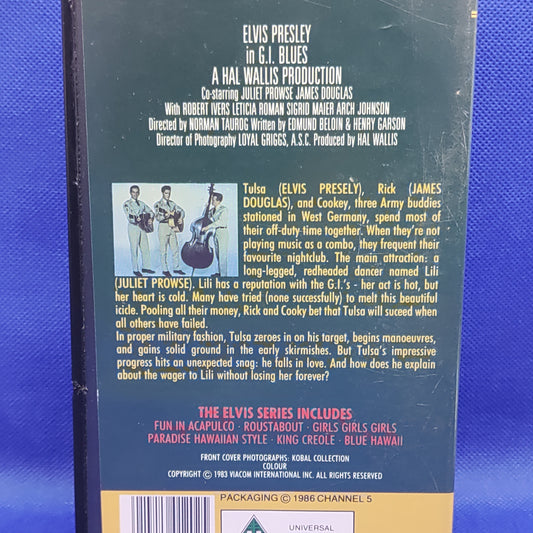 ELVIS PRESLEY
in G.I. BLUES
A HAL WALLIS PRODUCTION
Co-starring JULIET PROWSE JAMES DOUGLAS
With ROBERT IVERS LETICIA ROMAN SIGRID MAIER ARCH JOHNSON
Directed by NORMAN TAUROG Written by EDMUND BELOIN & HENRY GARSON
Director of Photography LOYAL GRIGGS, A.S.C. Produced by HAL WALLIS
Tulsa (ELVIS PRESELY), Rick (JAMES
DOUGLAS), and Cookey, three Army buddies
stationed in West Germany, spend most of
their off-duty time together. When they're not
playing music as a combo, they frequent their
favourite nightclub. The main attraction: a
long-legged, redheaded dancer named Lili
(JULIET PROWSE). Lili has a reputation with the G.I.'s - her act is hot, but
her heart is cold. Many have tried (none successfully) to melt this beautiful
icicle. Pooling all their money, Rick and Cooky bet that Tulsa will suceed when
all others have failed.
In proper military fashion, Tulsa zeroes in on his target, begins manoeuvres,
and gains solid ground in the early skirmishes. But Tulsa's impressive
progress hits an unexpected snag: he falls in love. And how does he explain
about the wager to Lili without losing her forever?
THE ELVIS SERIES INCLUDES
FUN IN ACAPULCO · ROUSTABOUT · GIRLS GIRLS GIRLS
PARADISE HAWAIIAN STYLE · KING CREOLE · BLUE HAWAII
FRONT COVER PHOTOGRAPHS: KOBAL COLLECTION
COLOUR
COPYRIGHT © 1983 VIACOM INTERNATIONAL INC. ALL RIGHTS RESERVED
PACKAGING © 1986 CHANNEL 5
UNIVERSAL